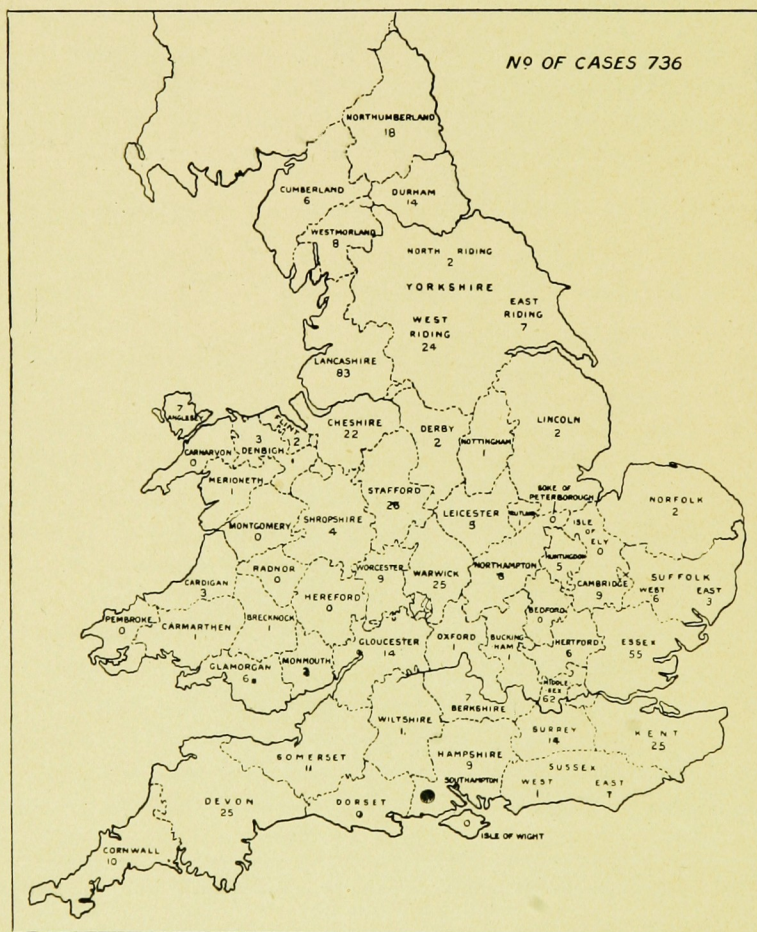 Nº OF CASES 736
NORTHUMBERLAND
18
CUMBERLAND
6
DURHAM
14
WESTMORLAND
8
NORTH RIDING
2
YORKSHIRE
EAST
RIDING
7
WEST
RIDING
24
LANCASHIRE
83
7
ANGLESEY
CARNARVON
0
3
DENBIGH
FLINT
2
CHESHIRE
22
DERBY
2
NOTTINGHAM
1
LINCOLN
2
MERIONETH
1
MONTGOMERY
0
SHROPSHIRE
4
STAFFORD
LEICESTER
RUTLAND
1
SOKE OF
PETERBOROUGH
0
ISLE
OF
ELY
0
NORFOLK
2
CARDIGAN
3
RADNOR
0
HEREFORD
0
WORCESTER
9
WARWICK
25
NORTHAMPTON
HUNTINGDON
5
CAMBRIDGE
9
SUFFOLK
WEST
6
EAST
3
PEMBROKE
0
CARMARTHEN
1
BRECKNOCK
1
GLAMORGAN
6
MONMOUTH
GLOUCESTER
14
OXFORD
1
BUCKING
HAM
1
BEDFORD
0
HERTFORD
6
ESSEX
55
MIDDLE
SEX
62
7
BERKSHIRE
WILTSHIRE
1.
SURREY
14
KENT
25
SOMERSET
11
HAMPSHIRE
9
SOUTHAMPTON
SUSSEX
WEST
1
EAST
DEVON
25
DORSET
0
ISLE OF WIGHT
CORNWALL
10